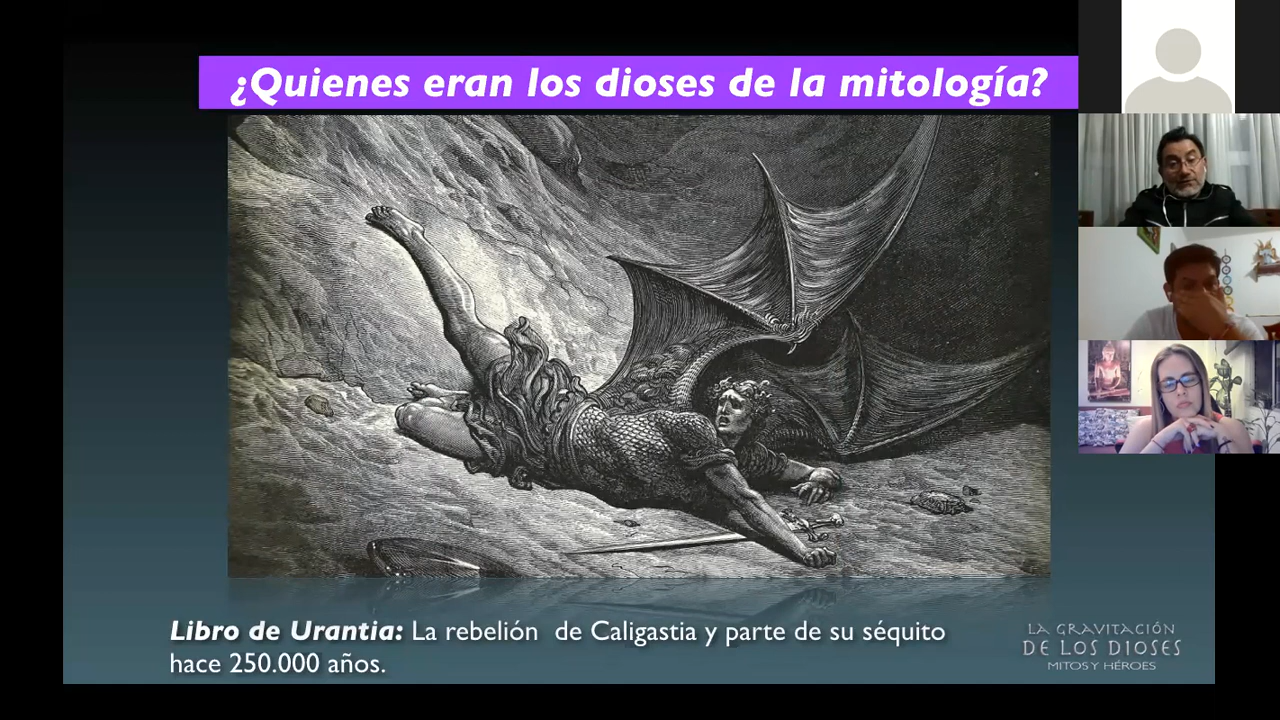 ¿Quienes eran los dioses de la mitología?
Libro de Urantia: La rebelión de Caligastia y parte de su séquito
hace 250.000 años.
LA GRAVITACIÓN
DE LOS DIOSES
MITOS Y HÉROES